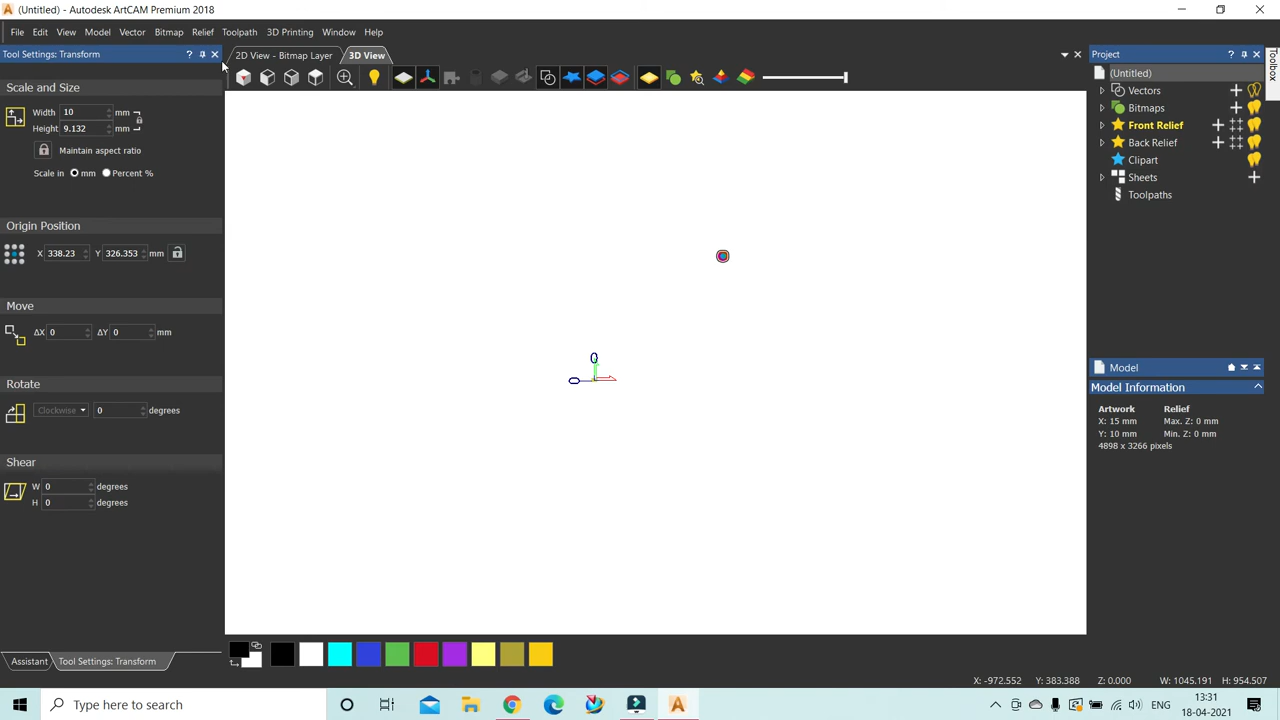 (Untitled) - Autodesk ArtCAM Premium 2018
File Edit View Model Vector Bitmap Relief Toolpath 3D Printing Window Help
Tool Settings: Transform
2D View - Bitmap Layer 3D View
Scale and Size
Width 10 mm
Height 9.132 mm
Maintain aspect ratio
Scale in mm Percent %
Origin Position
X 338.23 Y 326.353 mm
Move
ΔX 0 ΔY 0 mm
Rotate
Clockwise 0 degrees
Shear
W 0 degrees
H 0 degrees
Assistant Tool Settings: Transform
0
0
Project
Toolbox
(Untitled)
Vectors
Bitmaps
Front Relief
Back Relief
Clipart
Sheets
Toolpaths
Model
Model Information
Artwork Relief
X: 15 mm Max. Z: 0 mm
Y: 10 mm Min. Z: 0 mm
4898 x 3266 pixels
X: -972.552 Y: 383.388 Z: 0.000 W: 1045.191 H: 954.507
Type here to search
ENG
13:31
18-04-2021